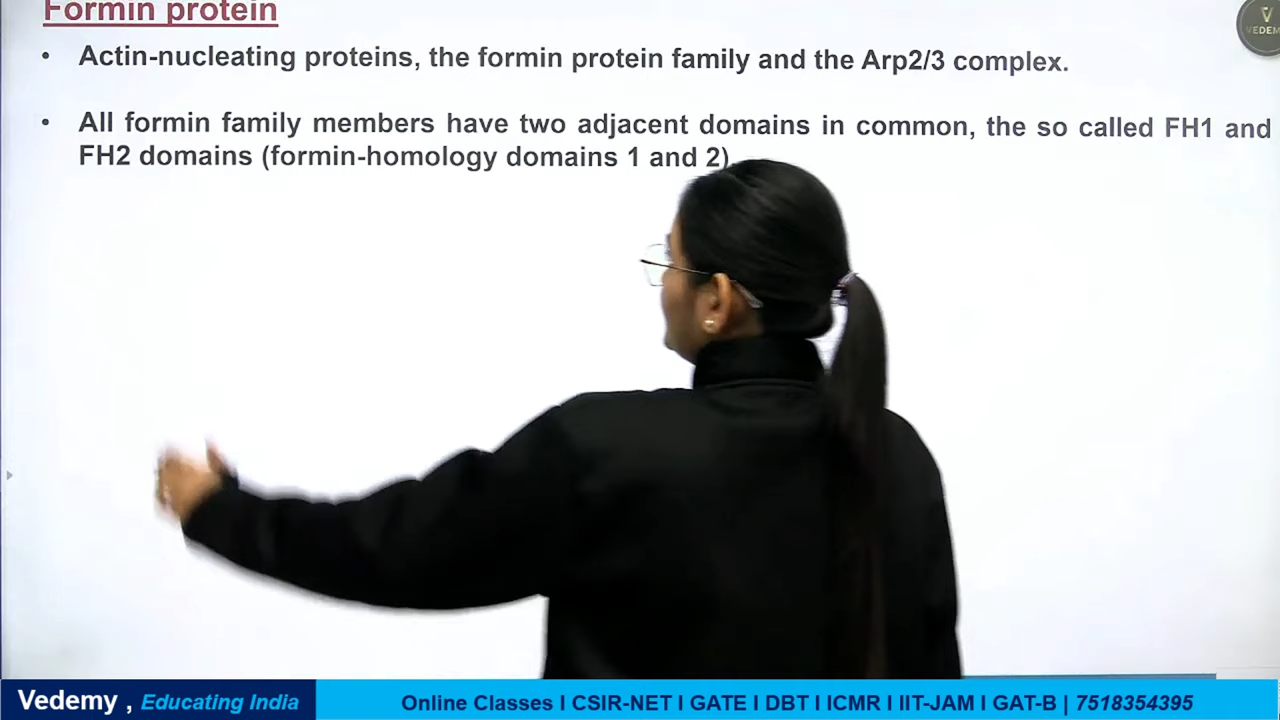 Formin protein
• Actin-nucleating proteins, the formin protein family and the Arp2/3 complex.
• All formin family members have two adjacent domains in common, the so called FH1 and
FH2 domains (formin-homology domains 1 and 2)
V
VEDEM
Vedemy , Educating India
Online Classes I CSIR-NET I GATE I DBT I ICMR I IIT-JAM I GAT-B | 7518354395